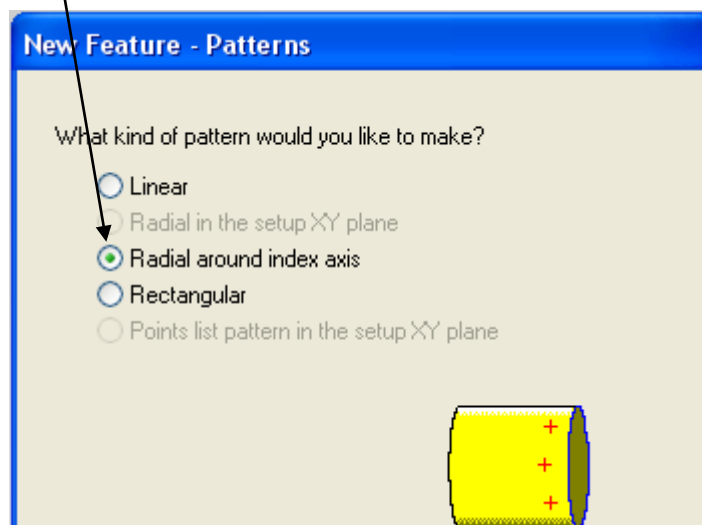 New Feature - Patterns
What kind of pattern would you like to make?
Linear
Radial in the setup XY plane
Radial around index axis
Rectangular
Points list pattern in the setup XY plane